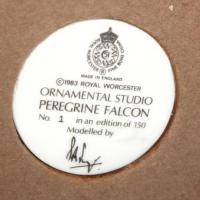 MADE IN ENGLAND
©1983 ROYAL WORCESTER
ORNAMENTAL STUDIO
PEREGRINE FALCON
No. 1 in an edition of 150
Modelled by